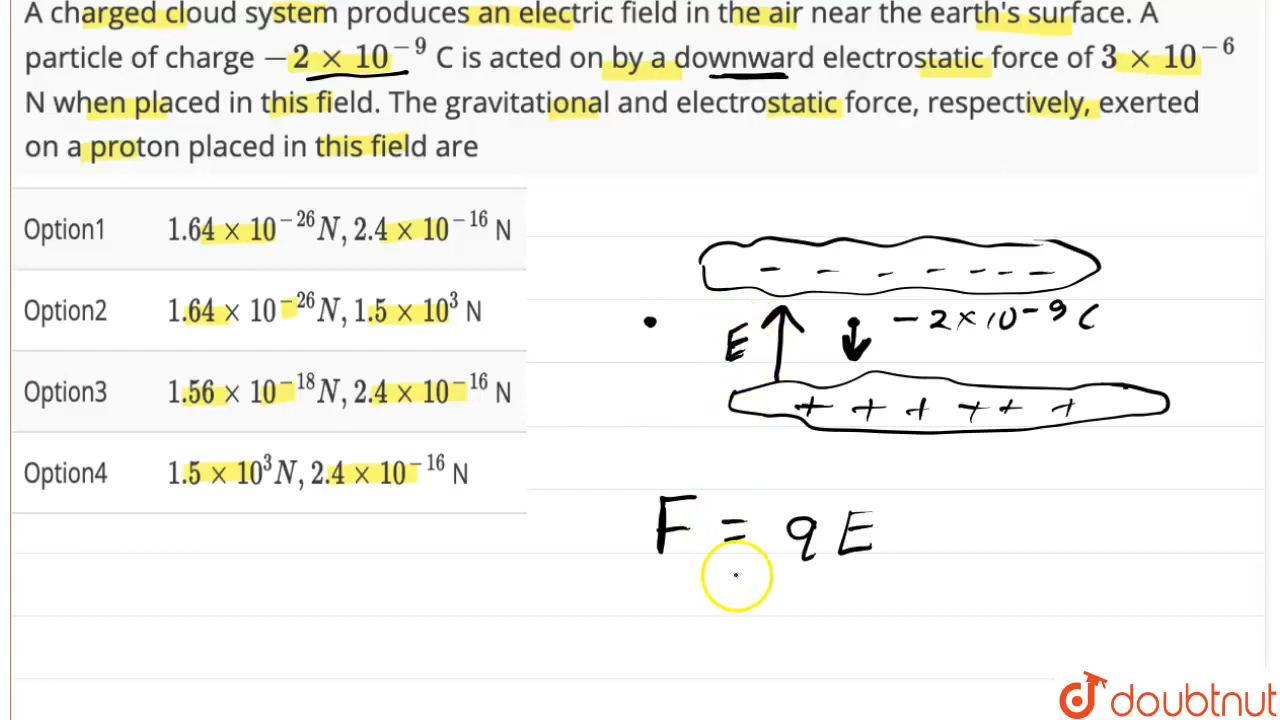 A charged cloud system produces an electric field in the air near the earth's surface. A
particle of charge − 2 × 10⁻⁹ C is acted on by a downward electrostatic force of 3 × 10⁻⁶
N when placed in this field. The gravitational and electrostatic force, respectively, exerted
on a proton placed in this field are
Option1 1.64 × 10⁻²⁶ N, 2.4 × 10⁻¹⁶ N
Option2 1.64 × 10⁻²⁶ N, 1.5 × 10³ N
Option3 1.56 × 10⁻¹⁸ N, 2.4 × 10⁻¹⁶ N
Option4 1.5 × 10³ N, 2.4 × 10⁻¹⁶ N
− − − − − − −
E
−2×10⁻⁹ C
+ + + + + +
F = qE
doubtnut